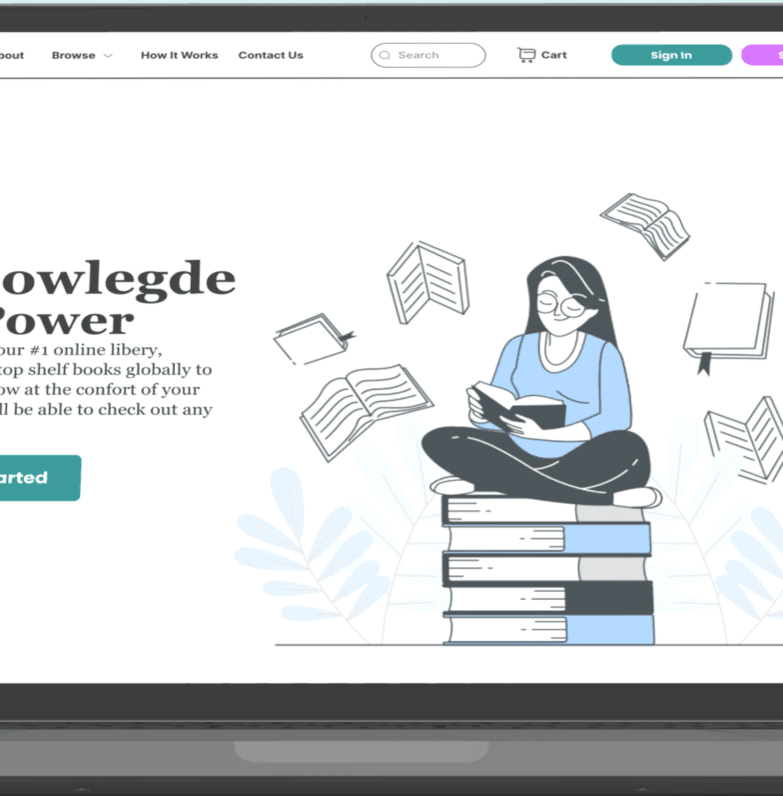 bout Browse How It Works Contact Us Search Cart Sign In S
owlegde
Power
our #1 online libery,
top shelf books globally to
ow at the confort of your
ll be able to check out any
arted